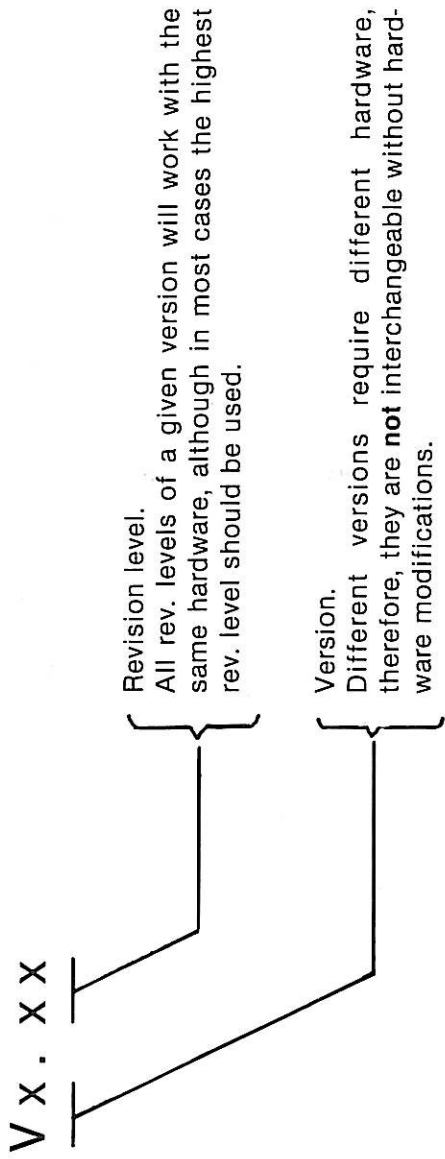 Vx. xx
Revision level.
All rev. levels of a given version will work with the
same hardware, although in most cases the highest
rev. level should be used.
Version.
Different versions require different hardware,
therefore, they are not interchangeable without hard-
ware modifications.